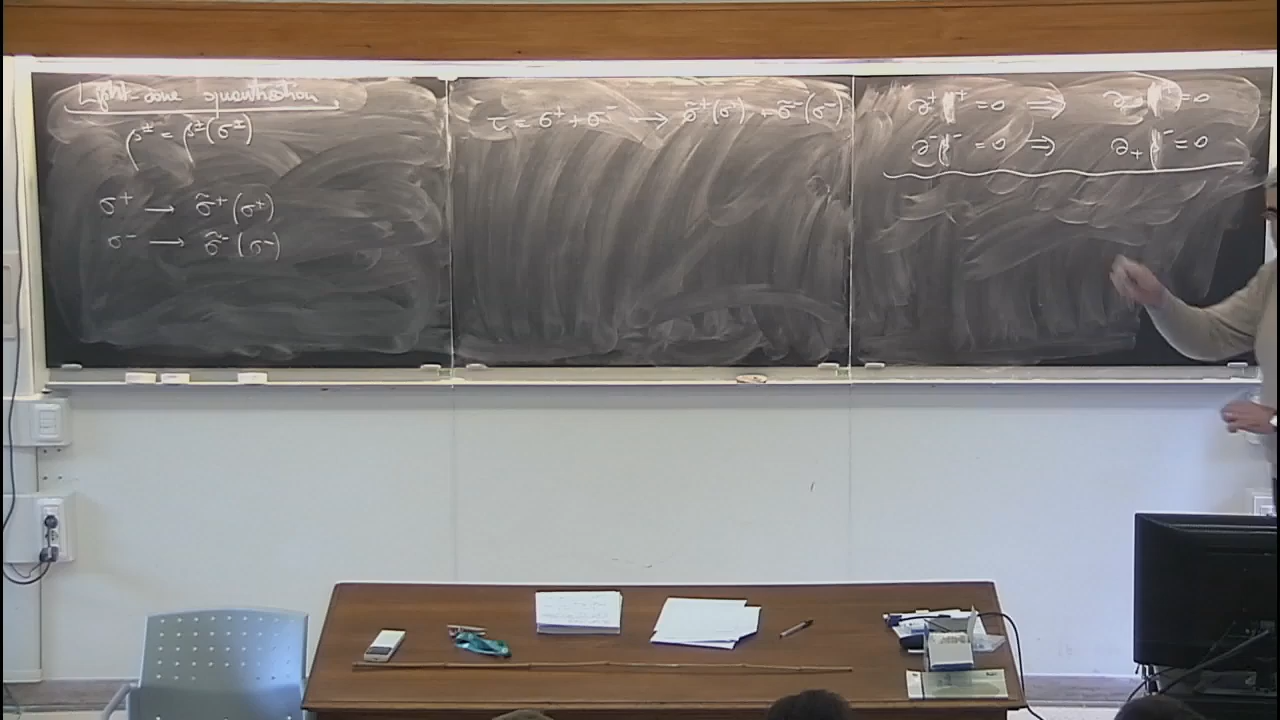 Light-cone quantisation
ξ^± = ξ^±(σ^±)
σ^+ → σ̃^+(σ^+)
σ^- → σ̃^-(σ^-)
τ = σ^+ + σ^- → σ̃^+(σ^+) + σ̃^-(σ^-)
∂^+ ξ^+ = 0 ⇒ ∂_- ξ^+ = 0
∂^- ξ^- = 0 ⇒ ∂_+ ξ^- = 0